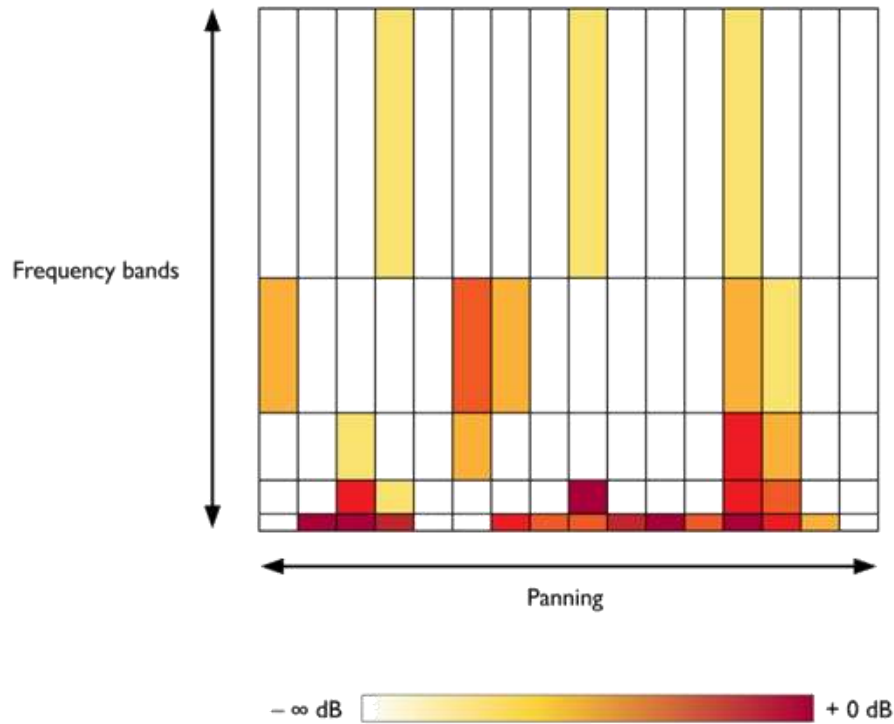 Frequency bands
Panning
– ∞ dB
+ 0 dB